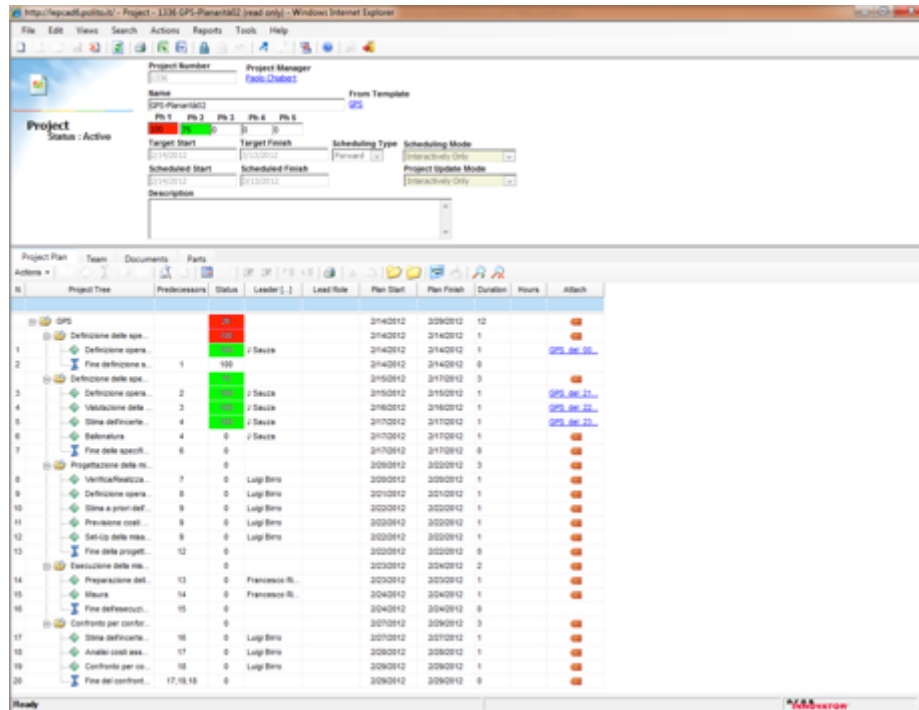 http://lepcad6.polito.it/ - Project - 1336 GPS-Planarità02 (read only) - Windows Internet Explorer
File Edit Views Search Actions Reports Tools Help
Project Number Project Manager
1336 Paolo Chiabert
Name From Template
GPS-Planarità02 GPS
Ph 1 Ph 2 Ph 3 Ph 4 Ph 5
100 75 0 0 0
Project
Status : Active
Target Start Target Finish Scheduling Type Scheduling Mode
2/14/2012 Forward Interactively Only
Scheduled Start Scheduled Finish Project Update Mode
2/14/2012 Interactively Only
Description
Project Plan Team Documents Parts
Actions
N Project Tree Predecessors Status Leader [...] Lead Role Plan Start Plan Finish Duration Hours Attach
GPS 2/14/2012 2/29/2012 12
Definizione delle spe... 100 2/14/2012 2/14/2012 1
1 Definizione opera... J Sauza 2/14/2012 2/14/2012 1 GPS_del_00...
2 Fine definizione s... 1 100 2/14/2012 2/14/2012 0
Definizione delle spe... 2/15/2012 2/17/2012 3
3 Definizione opera... 2 J Sauza 2/15/2012 2/15/2012 1 GPS_del_21...
4 Valutazione della ... 3 J Sauza 2/16/2012 2/16/2012 1 GPS_del_22...
5 Stima dell'incerte... 4 J Sauza 2/17/2012 2/17/2012 1 GPS_del_23...
6 Ballonatura 4 0 J Sauza 2/17/2012 2/17/2012 1
7 Fine delle specifi... 6 0 2/17/2012 2/17/2012 0
Progettazione della mi... 0 2/20/2012 2/22/2012 3
8 Verifica/Realizza... 7 0 Luigi Birro 2/20/2012 2/20/2012 1
9 Definizione opera... 8 0 Luigi Birro 2/21/2012 2/21/2012 1
10 Stima a priori dell'... 9 0 Luigi Birro 2/22/2012 2/22/2012 1
11 Previsione costi ... 9 0 Luigi Birro 2/22/2012 2/22/2012 1
12 Set-Up della misa... 9 0 Luigi Birro 2/22/2012 2/22/2012 1
13 Fine della progett... 12 0 2/22/2012 2/22/2012 0
Esecuzione della mis... 0 2/23/2012 2/24/2012 2
14 Preparazione dell... 13 0 Francesco Ri... 2/23/2012 2/23/2012 1
15 Misura 14 0 Francesco Ri... 2/24/2012 2/24/2012 1
16 Fine dell'esecuzi... 15 0 2/24/2012 2/24/2012 0
Confronto per confor... 0 2/27/2012 2/29/2012 3
17 Stima dell'incerte... 16 0 Luigi Birro 2/27/2012 2/27/2012 1
18 Analisi costi ass... 17 0 Luigi Birro 2/28/2012 2/28/2012 1
19 Confronto per co... 18 0 Luigi Birro 2/29/2012 2/29/2012 1
20 Fine del confront... 17,19,18 0 2/29/2012 2/29/2012 0
Ready INNOVATOR